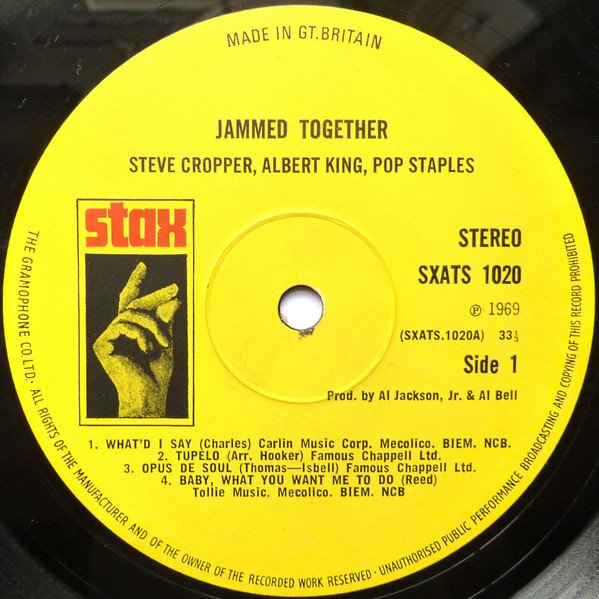 MADE IN GT. BRITAIN
JAMMED TOGETHER
STEVE CROPPER, ALBERT KING, POP STAPLES
stax
STEREO
SXATS 1020
℗ 1969
(SXATS.1020A) 33⅓
Side 1
Prod. by Al Jackson, Jr. & Al Bell
1. WHAT'D I SAY (Charles) Carlin Music Corp. Mecolico. BIEM. NCB.
2. TUPELO (Arr. Hooker) Famous Chappell Ltd.
3. OPUS DE SOUL (Thomas—Isbell) Famous Chappell Ltd.
4. BABY, WHAT YOU WANT ME TO DO (Reed)
Tollie Music. Mecolico. BIEM. NCB
THE GRAMOPHONE CO LTD· ALL RIGHTS OF THE MANUFACTURER AND OF THE OWNER OF THE RECORDED WORK RESERVED · UNAUTHORISED PUBLIC PERFORMANCE BROADCASTING AND COPYING OF THIS RECORD PROHIBITED